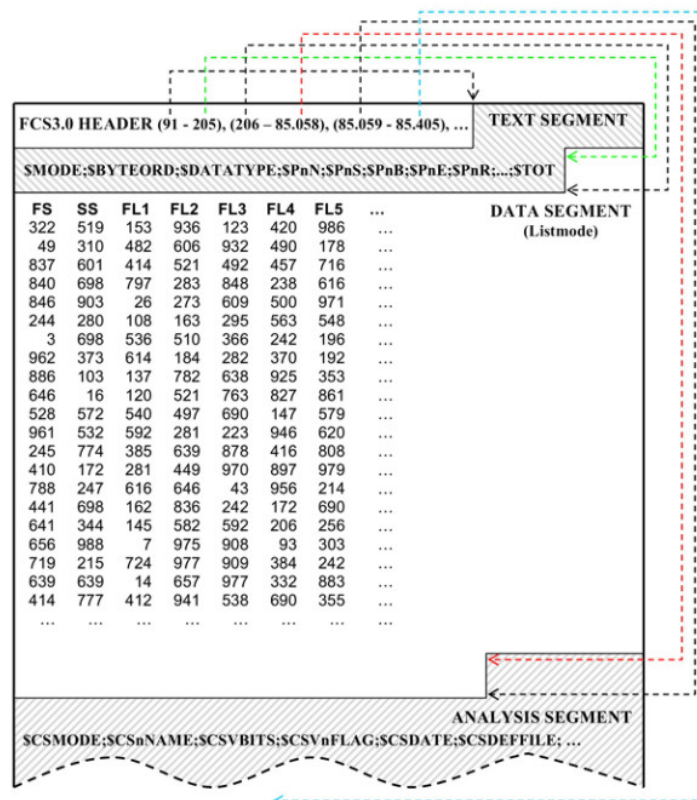 FCS3.0 HEADER (91 - 205), (206 – 85.058), (85.059 - 85.405), ...
TEXT SEGMENT
$MODE;$BYTEORD;$DATATYPE;$PnN;$PnS;$PnB;$PnE;$PnR;...;$TOT
DATA SEGMENT
(Listmode)
FS SS FL1 FL2 FL3 FL4 FL5 ...
322 519 153 936 123 420 986 ...
49 310 482 606 932 490 178 ...
837 601 414 521 492 457 716 ...
840 698 797 283 848 238 616 ...
846 903 26 273 609 500 971 ...
244 280 108 163 295 563 548 ...
3 698 536 510 366 242 196 ...
962 373 614 184 282 370 192 ...
886 103 137 782 638 925 353 ...
646 16 120 521 763 827 861 ...
528 572 540 497 690 147 579 ...
961 532 592 281 223 946 620 ...
245 774 385 639 878 416 808 ...
410 172 281 449 970 897 979 ...
788 247 616 646 43 956 214 ...
441 698 162 836 242 172 690 ...
641 344 145 582 592 206 256 ...
656 988 7 975 908 93 303 ...
719 215 724 977 909 384 242 ...
639 639 14 657 977 332 883 ...
414 777 412 941 538 690 355 ...
... ... ... ... ... ... ... ...
ANALYSIS SEGMENT
$CSMODE;$CSnNAME;$CSVBITS;$CSVnFLAG;$CSDATE;$CSDEFFILE; ...